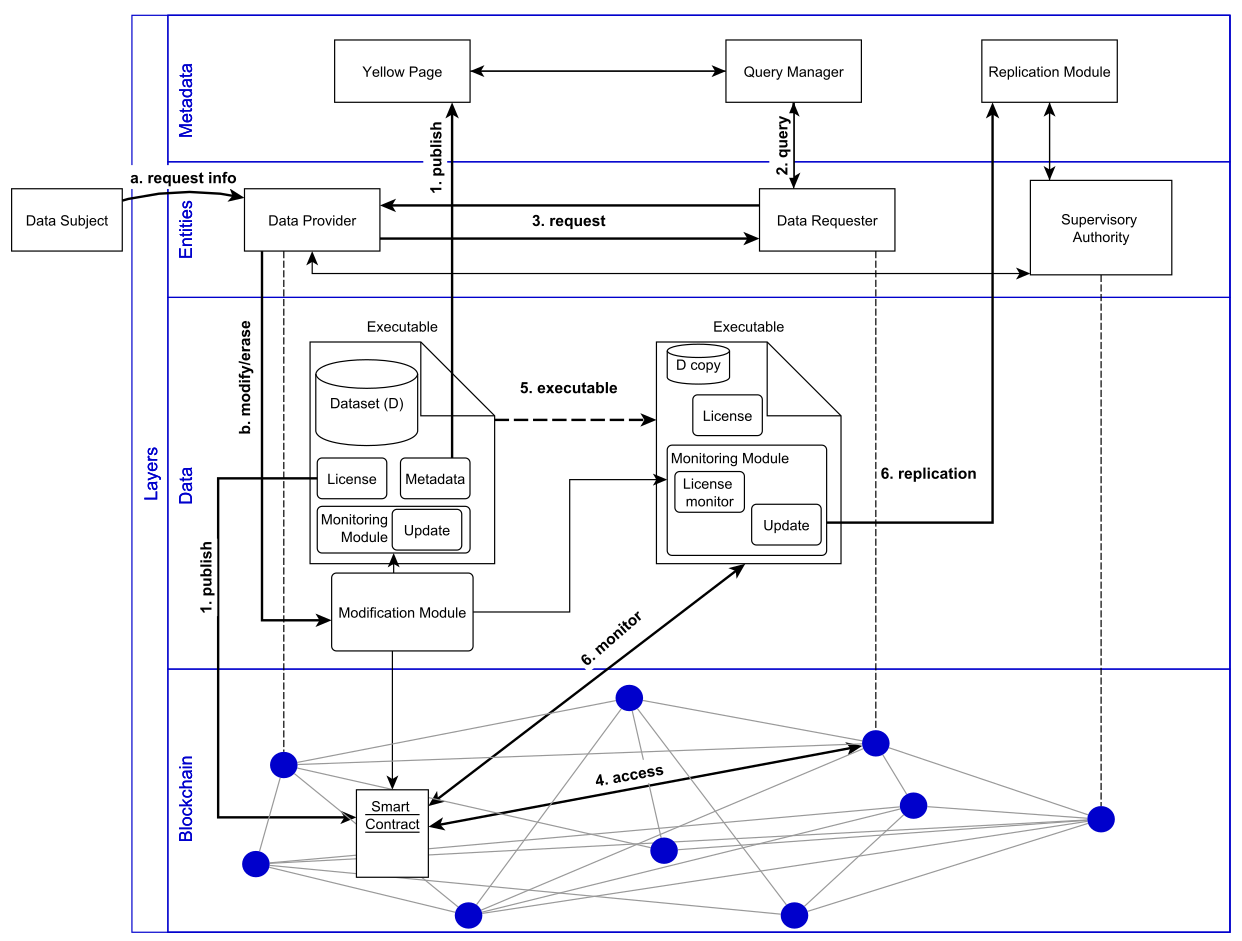 Layers
Metadata
Yellow Page
Query Manager
Replication Module
1. publish
2. query
Entities
a. request info
Data Subject
Data Provider
3. request
Data Requester
Supervisory
Authority
Data
b. modify/erase
Executable
Dataset (D)
License
Metadata
Monitoring
Module
Update
5. executable
Executable
D copy
License
Monitoring Module
License
monitor
Update
6. replication
1. publish
Modification Module
6. monitor
Blockchain
4. access
Smart
Contract